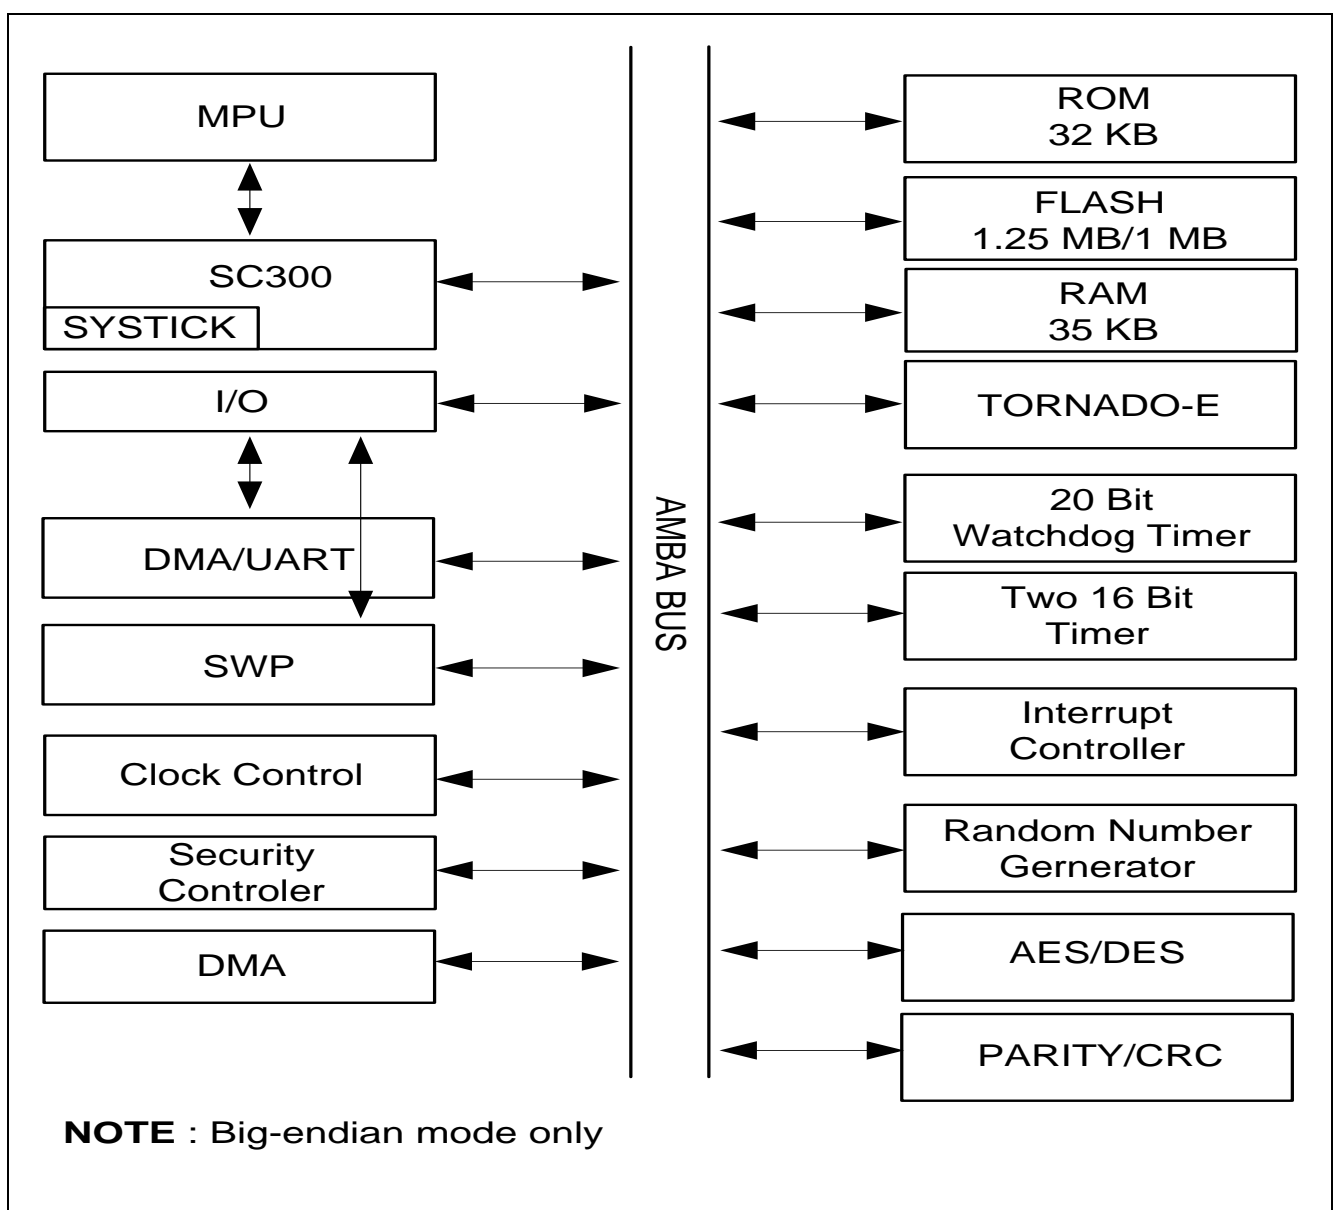 MPU
SC300
SYSTICK
I/O
DMA/UART
SWP
Clock Control
Security
Controler
DMA
AMBA BUS
ROM
32 KB
FLASH
1.25 MB/1 MB
RAM
35 KB
TORNADO-E
20 Bit
Watchdog Timer
Two 16 Bit
Timer
Interrupt
Controller
Random Number
Gernerator
AES/DES
PARITY/CRC
NOTE : Big-endian mode only